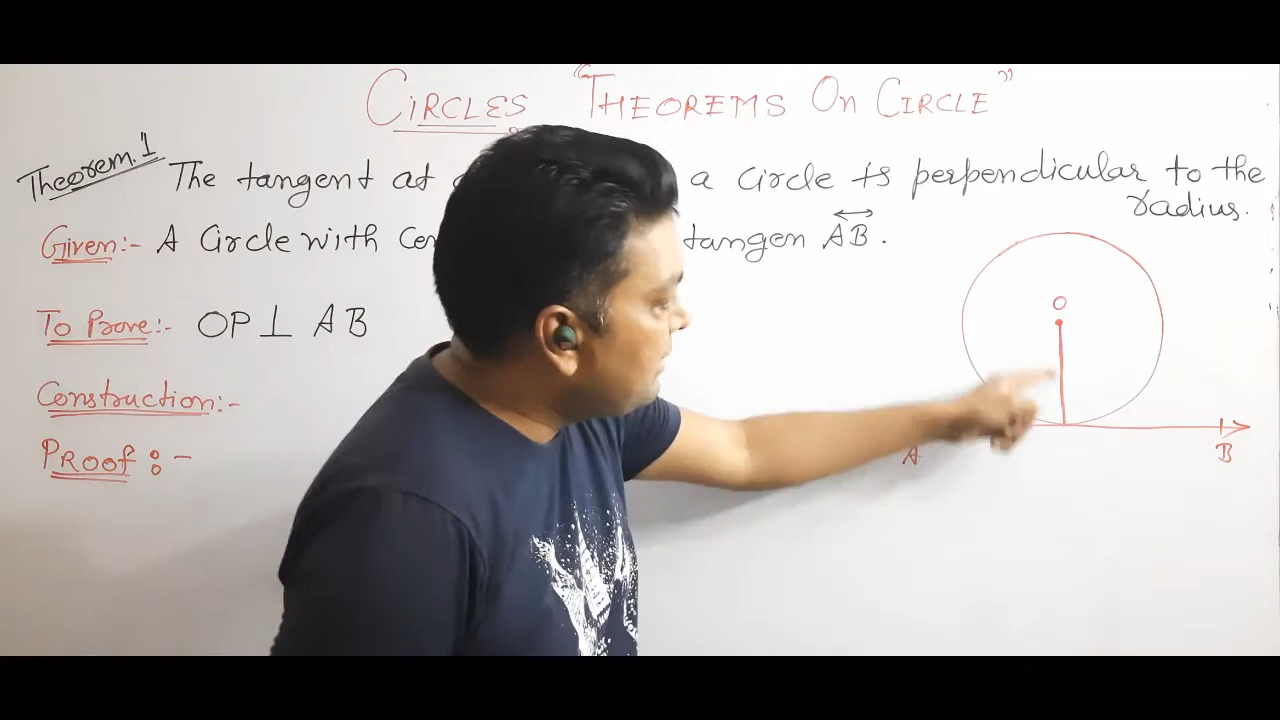 CIRCLES "THEOREMS ON CIRCLE"
Theorem.1 The tangent at a circle is perpendicular to the
radius.
Given:- A Circle with tangen AB.
To Prove:- OP⊥ AB
Construction:-
PROOF:-
O
A B